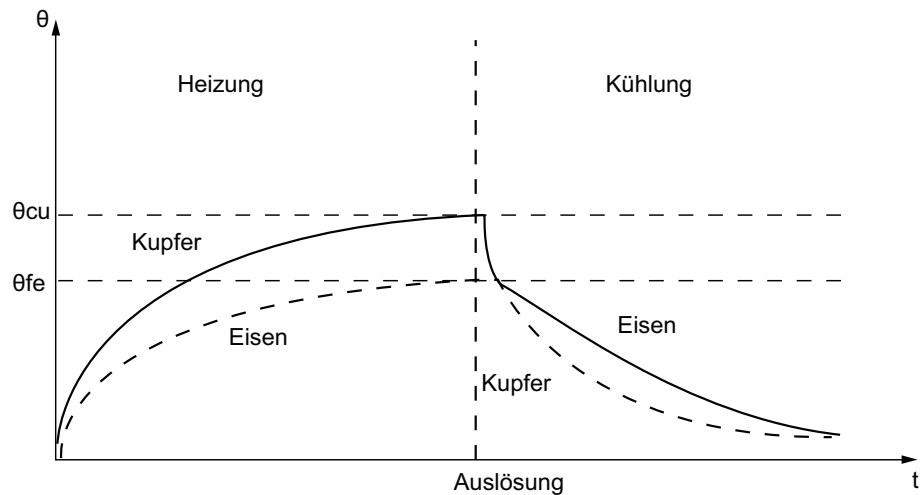 θ
Heizung
Kühlung
θcu
Kupfer
θfe
Eisen
Eisen
Kupfer
Auslösung
t